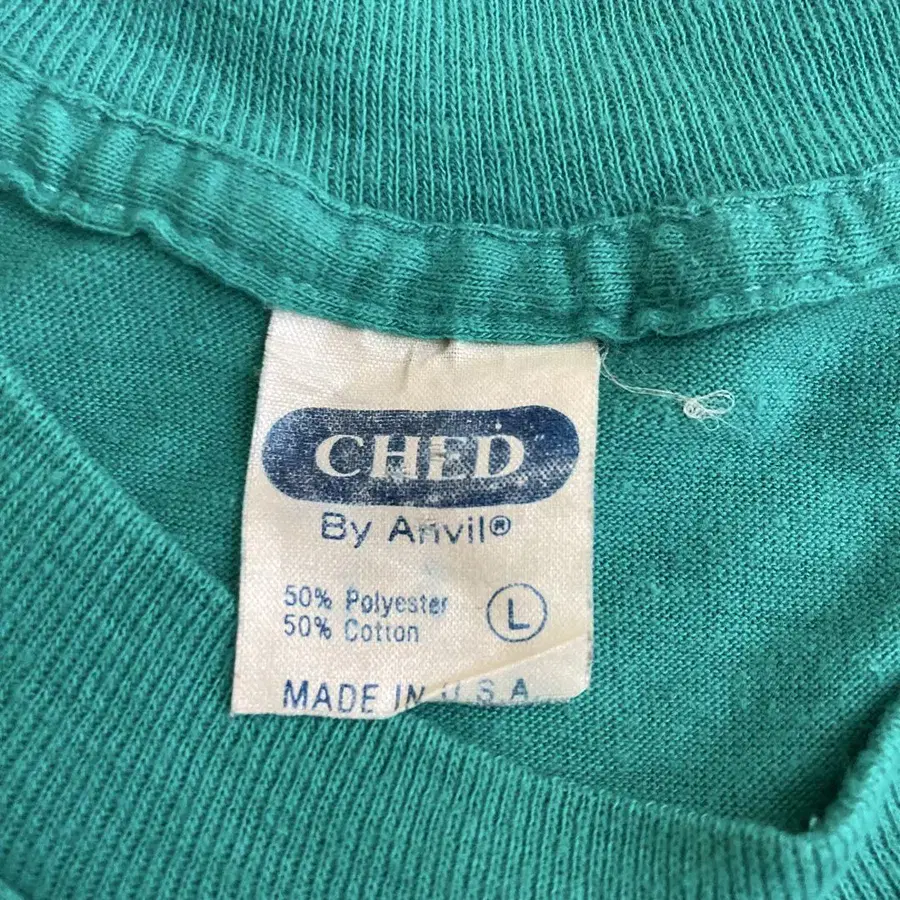 CHED
By Anvil®
50% Polyester
50% Cotton
L
MADE IN U.S.A.